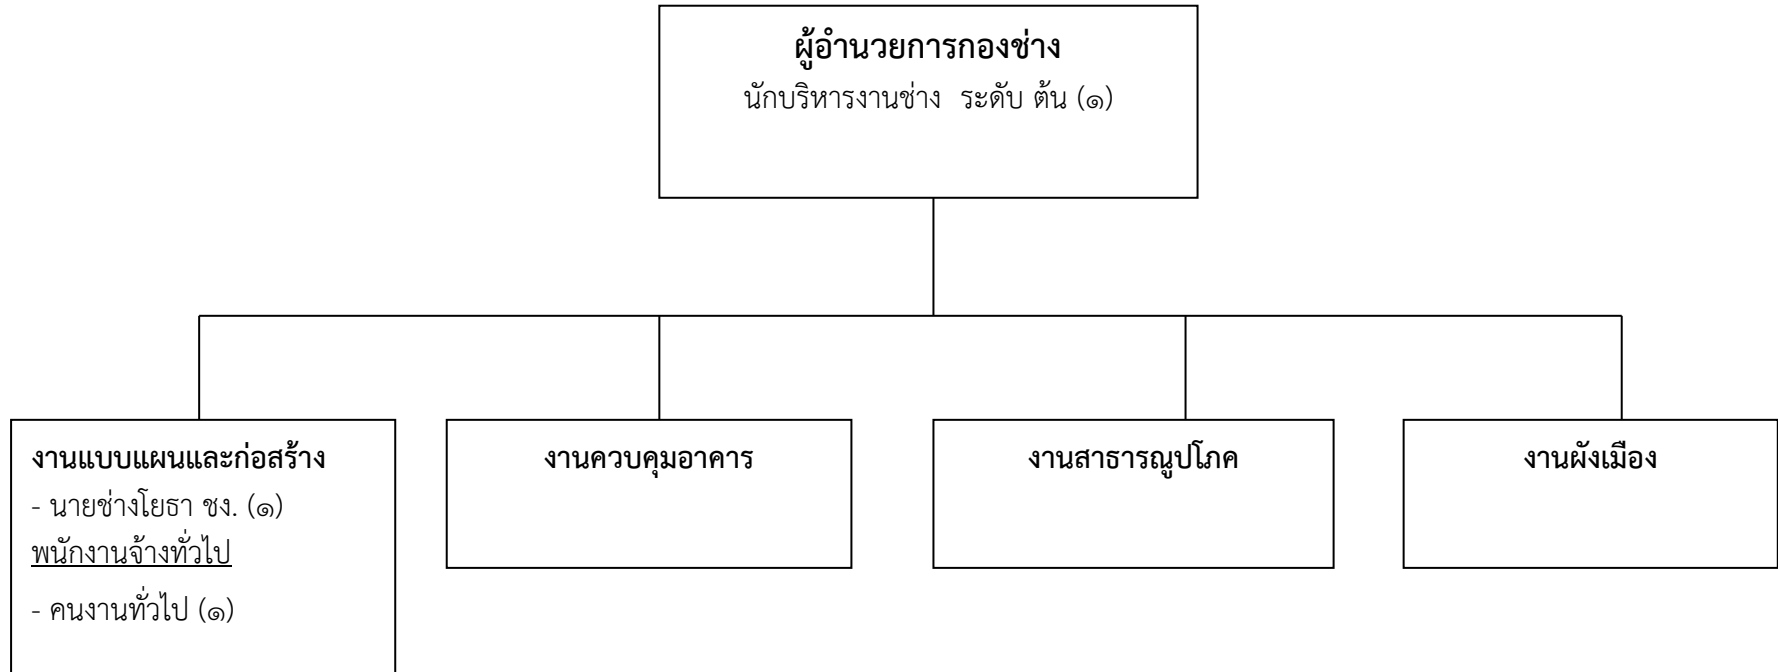 ผู้อำนวยการกองช่าง
นักบริหารงานช่าง ระดับ ต้น (๑)
งานแบบแผนและก่อสร้าง
- นายช่างโยธา ชง. (๑)
พนักงานจ้างทั่วไป
- คนงานทั่วไป (๑)
งานควบคุมอาคาร
งานสาธารณูปโภค
งานผังเมือง